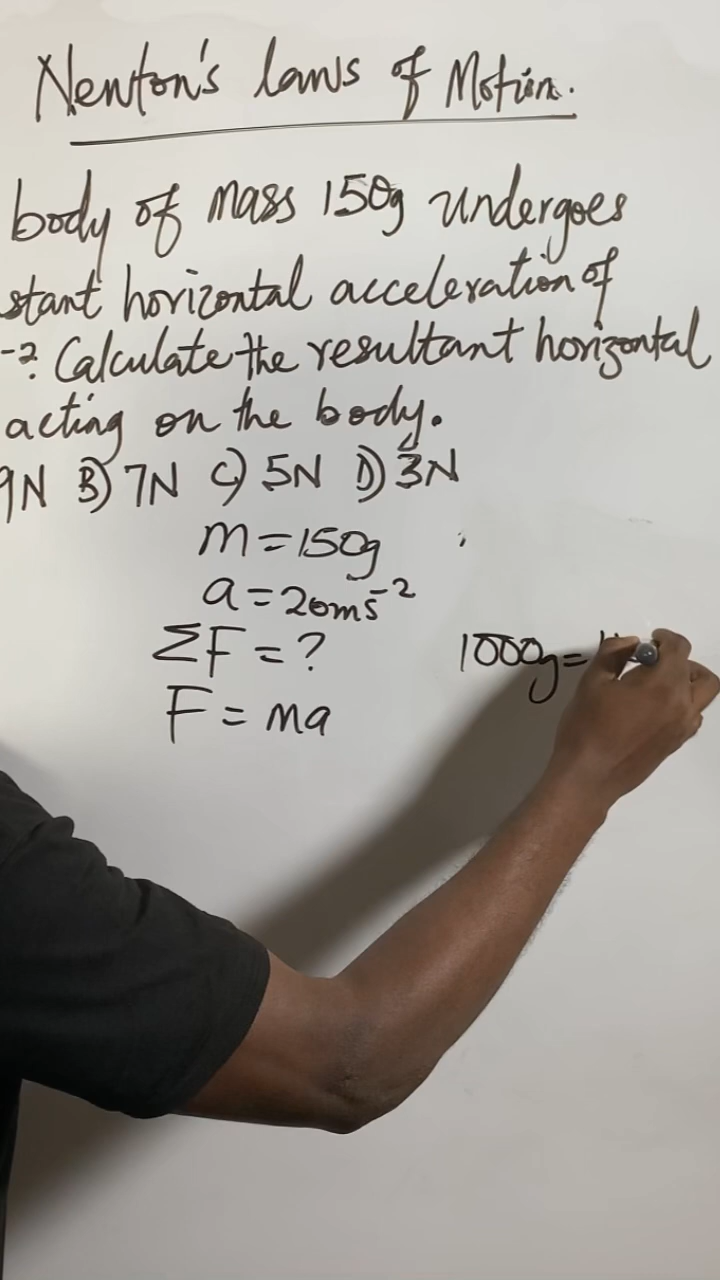 Newton's laws of Motion.
body of mass 150g undergoes
stant horizontal acceleration of
-2. Calculate the resultant horizontal
acting on the body.
9N B) 7N C) 5N D) 3N
m = 150g
a = 20ms⁻²
ΣF = ?
1000g =
F = ma